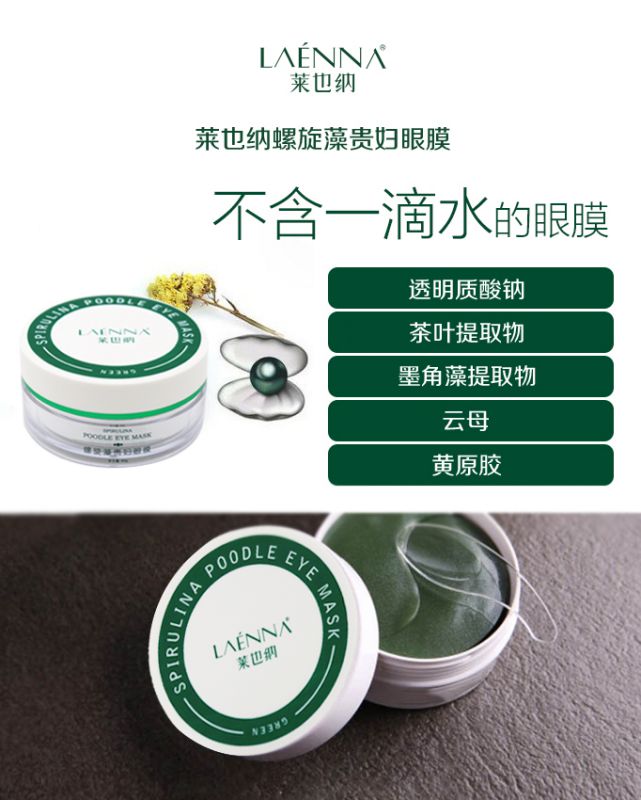 LAÉNNA®
莱也纳
莱也纳螺旋藻贵妇眼膜
不含一滴水的眼膜
透明质酸钠
茶叶提取物
墨角藻提取物
云母
黄原胶
SPIRULINA POODLE EYE MASK
LAÉNNA®
莱也纳
GREEN
SPIRULINA
POODLE EYE MASK
螺旋藻贵妇眼膜
SPIRULINA POODLE EYE MASK
LAÉNNA®
莱也纳
GREEN